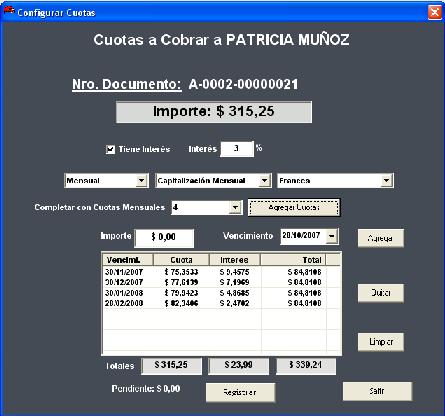 Configurar Cuotas
Cuotas a Cobrar a PATRICIA MUÑOZ
Nro. Documento: A-0002-00000021
Importe: $ 315,25
Tiene Interés Interés 3 %
Mensual Capitalización Mensual Frances
Completar con Cuotas Mensuales 4 Agregar Cuotas
Importe $ 0,00 Vencimiento 28/10/2007 Agrega
Vencimi. Cuota Interes Total
30/11/2007 $ 75,3533 $ 9,4575 $ 84,8108
30/12/2007 $ 77,6139 $ 7,1969 $ 84,8108
30/01/2008 $ 79,9423 $ 4,8685 $ 84,8108
28/02/2008 $ 82,3406 $ 2,4702 $ 84,8108
Quitar
Limpiar
Totales $ 315,25 $ 23,99 $ 339,24
Pendiente: $ 0,00 Registrar Salir